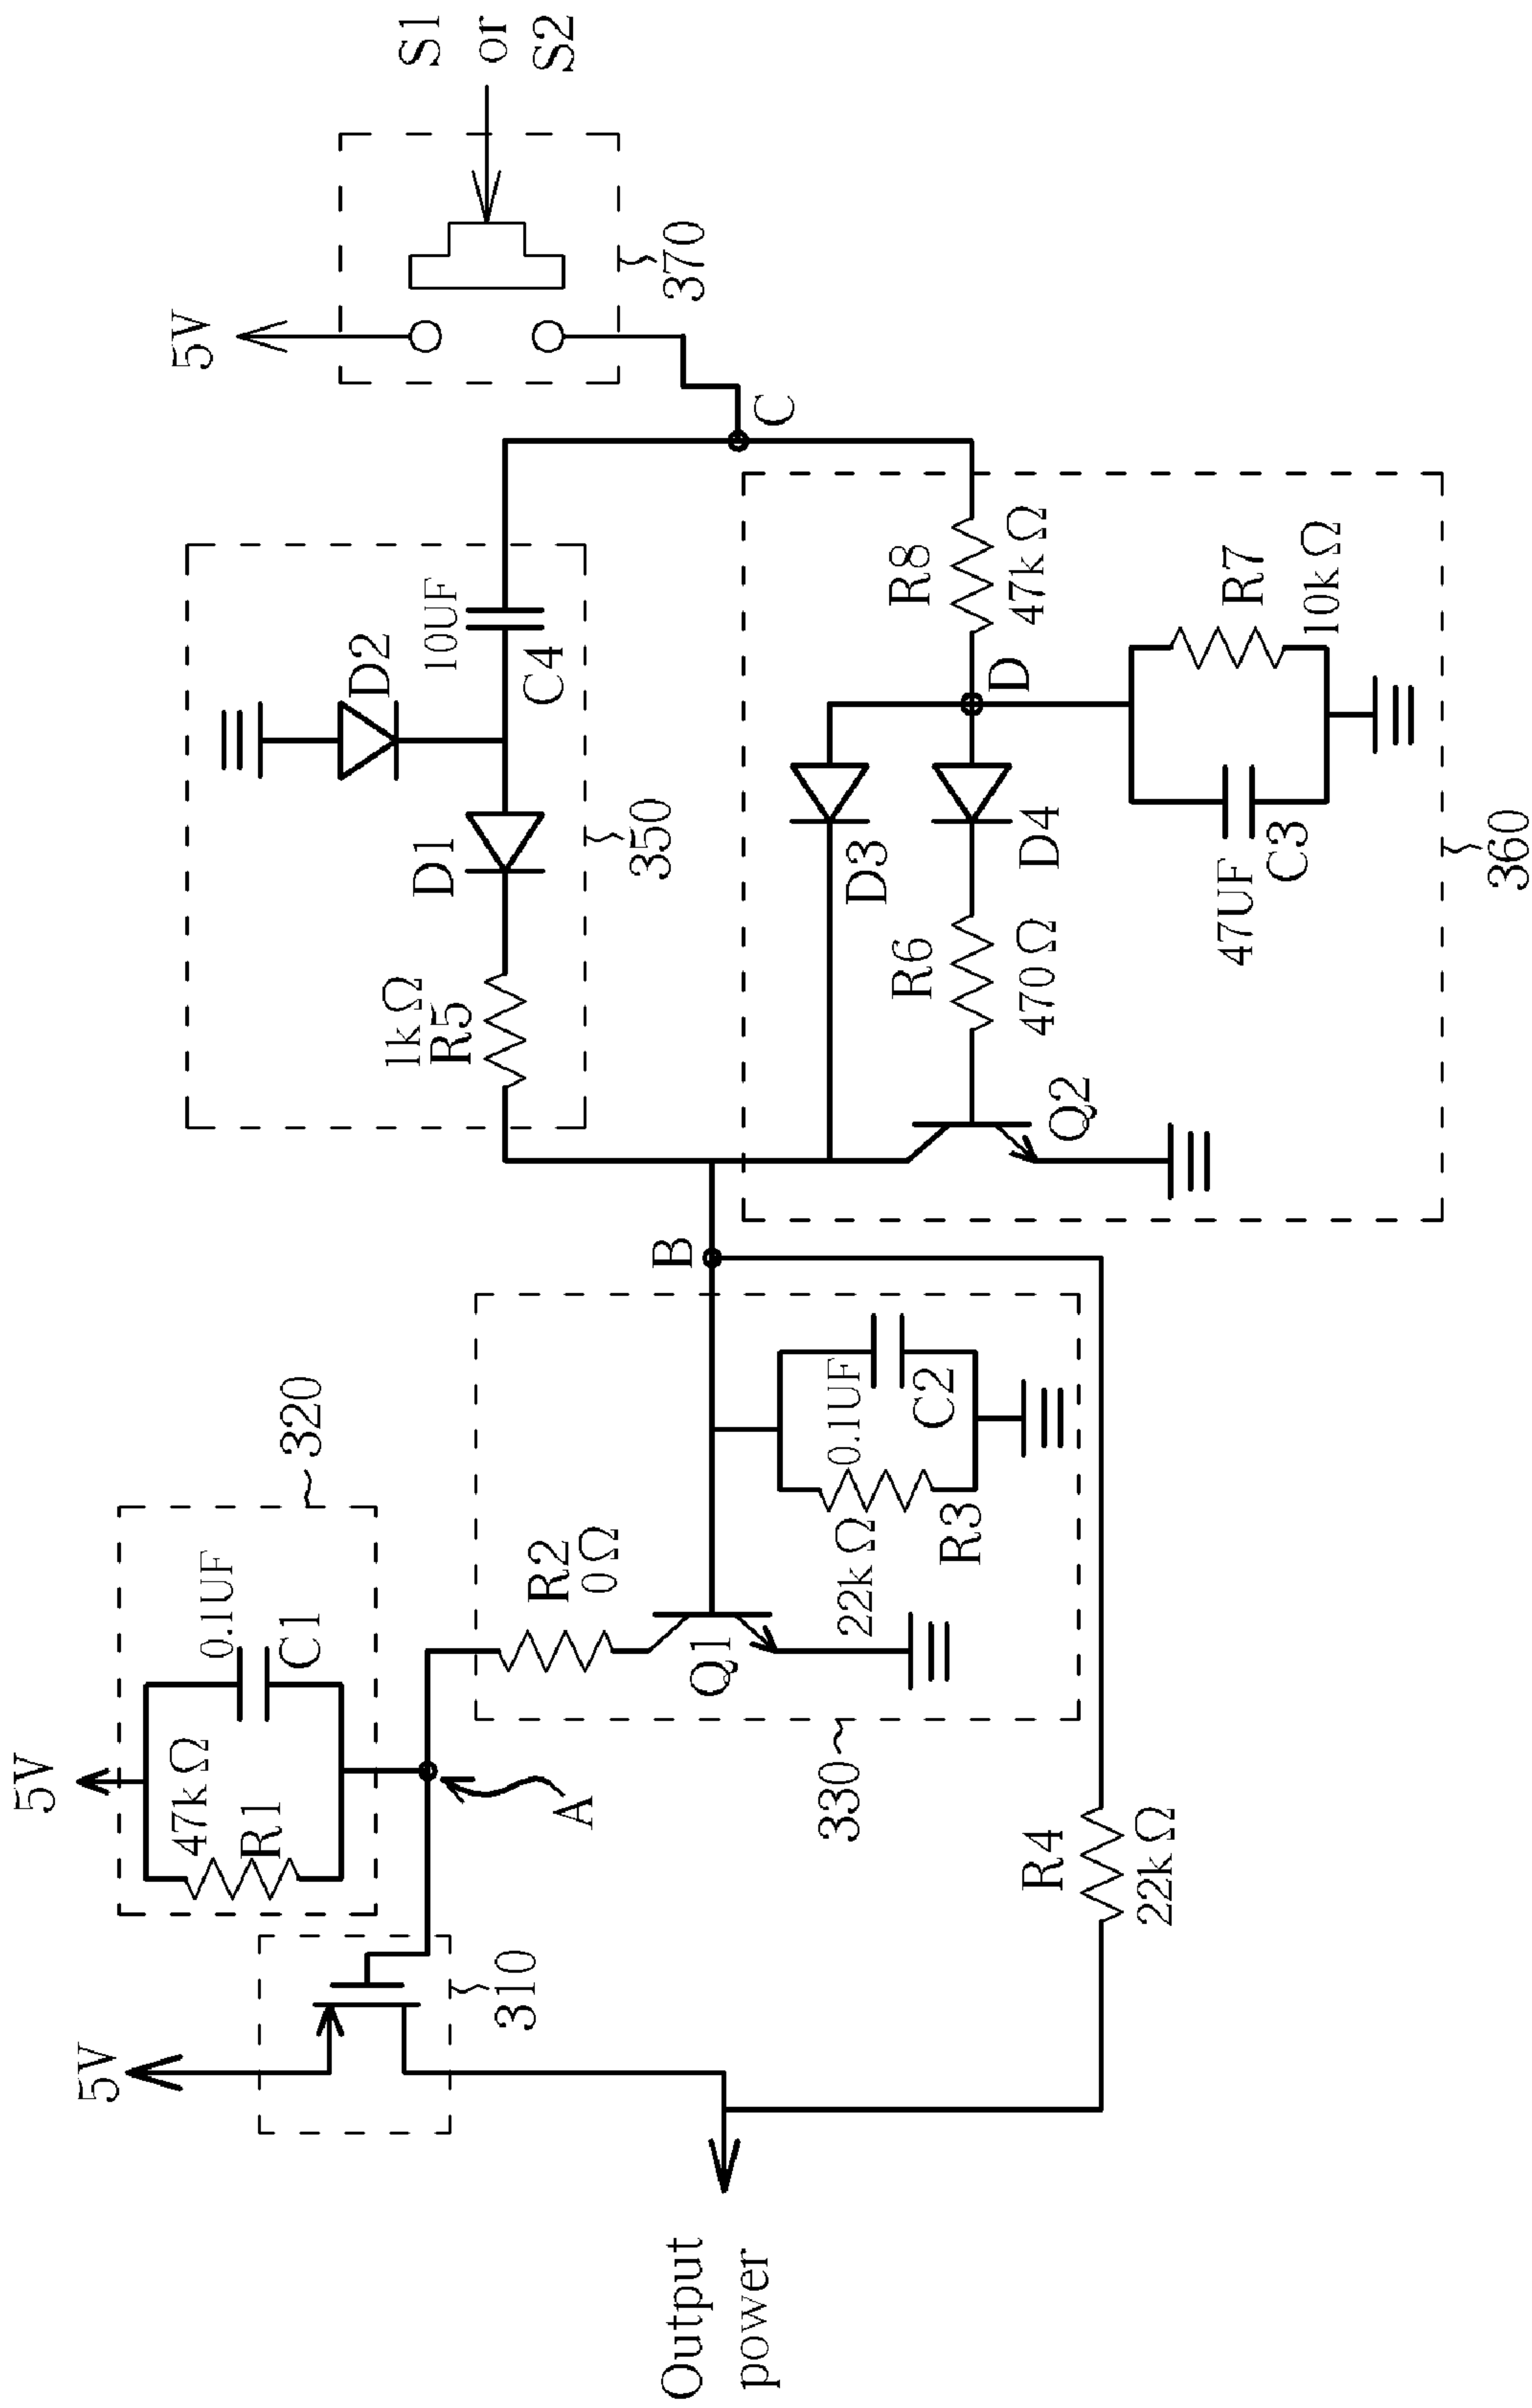 5V
310
5V
47kΩ
R1
0.1UF
C1
320
A
R2
0Ω
Q1
22kΩ
R3
0.1UF
C2
330
B
R4
22kΩ
Output
power
1kΩ
R5
D1
D2
10UF
C4
350
5V
370
S1
or
S2
C
D3
D4
D
R8
47kΩ
R6
470Ω
Q2
47UF
C3
R7
10kΩ
360